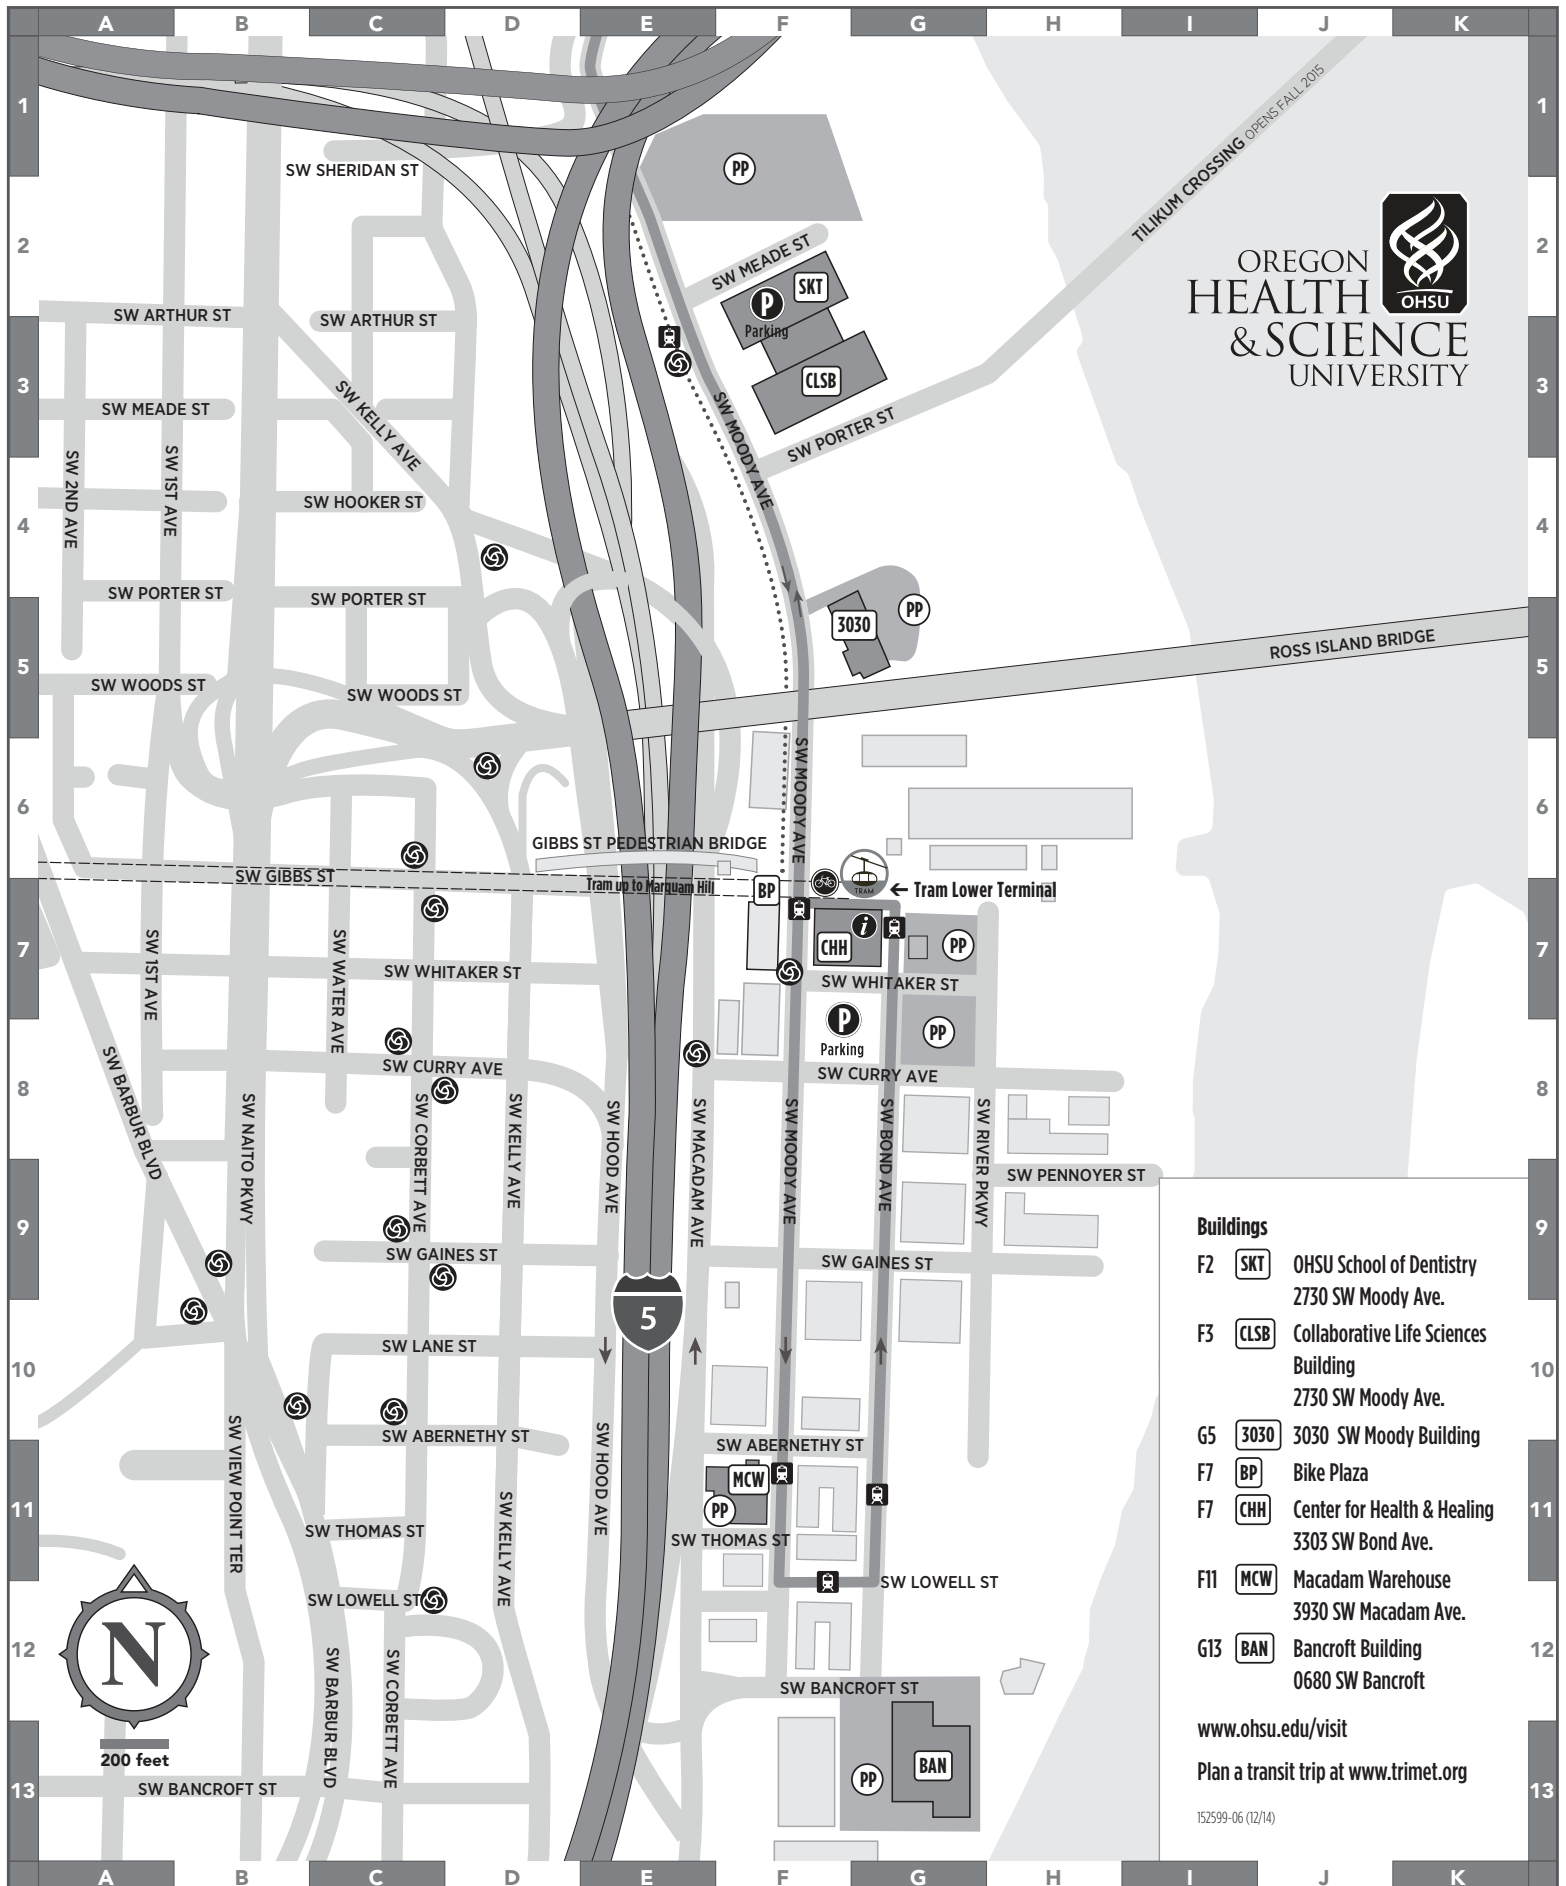 A B C D E F G H I J K
1 1
TILIKUM CROSSING OPENS FALL 2015
PP
SW SHERIDAN ST
2 2
SW MEADE ST
OREGON
HEALTH
& SCIENCE
UNIVERSITY
OHSU
SKT
P
Parking
SW ARTHUR ST
SW ARTHUR ST
3 3
CLSB
SW MEADE ST
SW KELLY AVE
SW MOODY AVE
SW PORTER ST
SW 2ND AVE
SW 1ST AVE
SW HOOKER ST
4 4
SW PORTER ST
SW PORTER ST
PP
3030
ROSS ISLAND BRIDGE
5 5
SW WOODS ST
SW WOODS ST
SW MOODY AVE
6 6
GIBBS ST PEDESTRIAN BRIDGE
SW GIBBS ST
Tram up to Marquam Hill
BP
TRAM
Tram Lower Terminal
7 7
SW 1ST AVE
SW WATER AVE
CHH
i
PP
SW WHITAKER ST
SW WHITAKER ST
P
Parking
PP
SW BARBUR BLVD
SW CURRY AVE
SW CURRY AVE
8 8
SW NAITO PKWY
SW CORBETT AVE
SW KELLY AVE
SW HOOD AVE
SW MACADAM AVE
SW MOODY AVE
SW BOND AVE
SW RIVER PKWY
SW PENNOYER ST
9 9
SW GAINES ST
SW GAINES ST
5
SW LANE ST
10 10
SW VIEW POINT TER
SW ABERNETHY ST
SW ABERNETHY ST
SW HOOD AVE
MCW
PP
11 11
SW KELLY AVE
SW THOMAS ST
SW THOMAS ST
SW LOWELL ST
SW LOWELL ST
12 12
N
SW BARBUR BLVD
SW CORBETT AVE
SW BANCROFT ST
200 feet
BAN
PP
13 13
SW BANCROFT ST
Buildings
F2 SKT OHSU School of Dentistry
2730 SW Moody Ave.
F3 CLSB Collaborative Life Sciences
Building
2730 SW Moody Ave.
G5 3030 3030 SW Moody Building
F7 BP Bike Plaza
F7 CHH Center for Health & Healing
3303 SW Bond Ave.
F11 MCW Macadam Warehouse
3930 SW Macadam Ave.
G13 BAN Bancroft Building
0680 SW Bancroft
www.ohsu.edu/visit
Plan a transit trip at www.trimet.org
152599-06 (12/14)
A B C D E F G H I J K